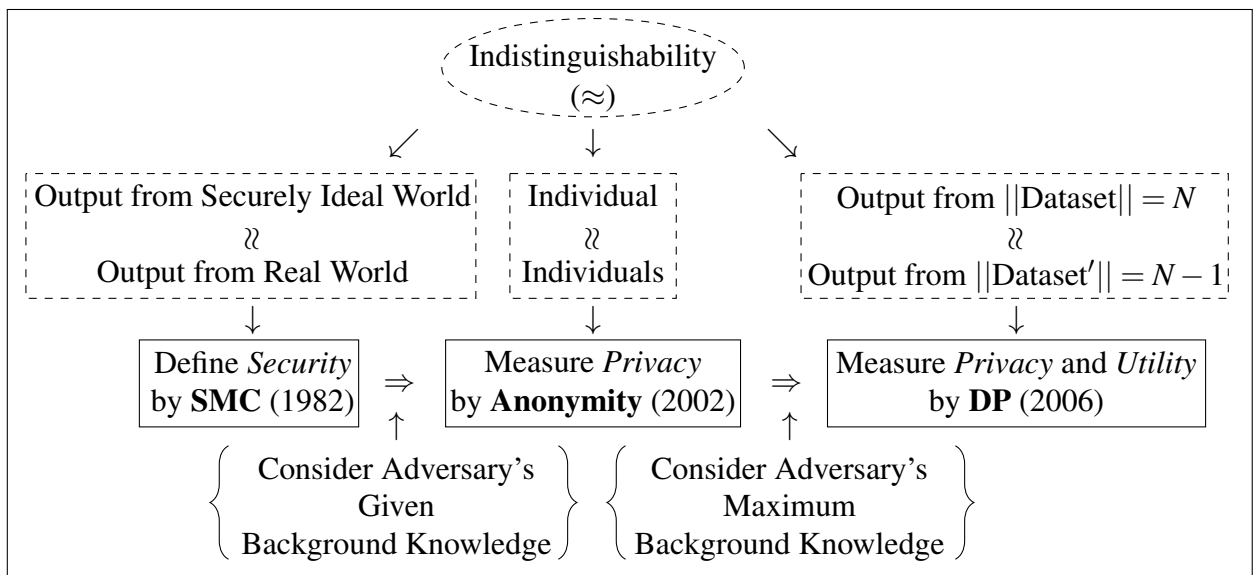 Indistinguishability
(≈)
Output from Securely Ideal World
≈
Output from Real World
Individual
≈
Individuals
Output from ||Dataset|| = N
≈
Output from ||Dataset′|| = N − 1
Define Security
by SMC (1982)
⇒
Measure Privacy
by Anonymity (2002)
⇒
Measure Privacy and Utility
by DP (2006)
Consider Adversary's
Given
Background Knowledge
Consider Adversary's
Maximum
Background Knowledge